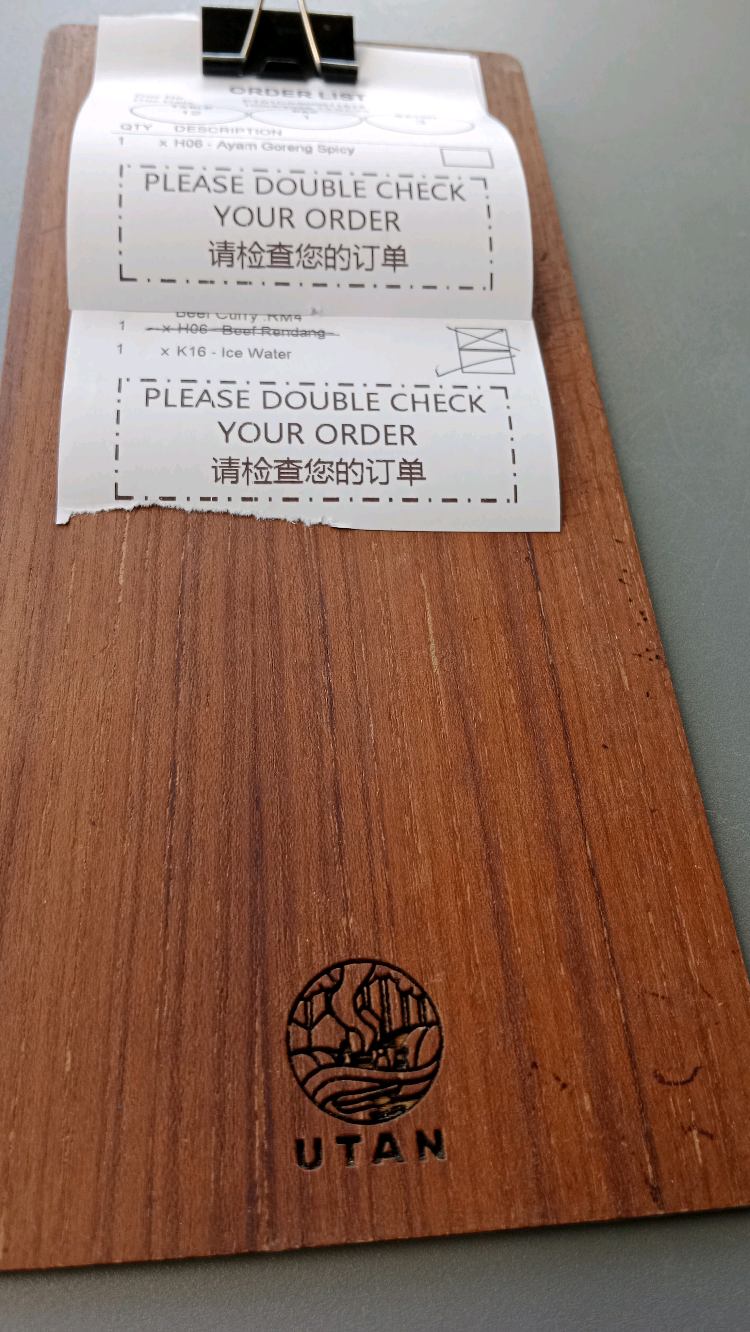 ORDER LIST
QTY DESCRIPTION
1 x H06 - Ayam Goreng Spicy
PLEASE DOUBLE CHECK
YOUR ORDER
请检查您的订单
Beef Curry :RM4
1 x H06 - Beef Rendang
1 x K16 - Ice Water
PLEASE DOUBLE CHECK
YOUR ORDER
请检查您的订单
UTAN